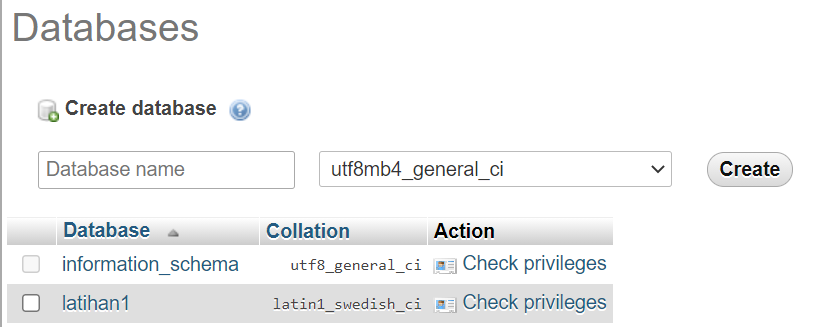 Databases
Create database
Database name utf8mb4_general_ci Create
Database Collation Action
information_schema utf8_general_ci Check privileges
latihan1 latin1_swedish_ci Check privileges